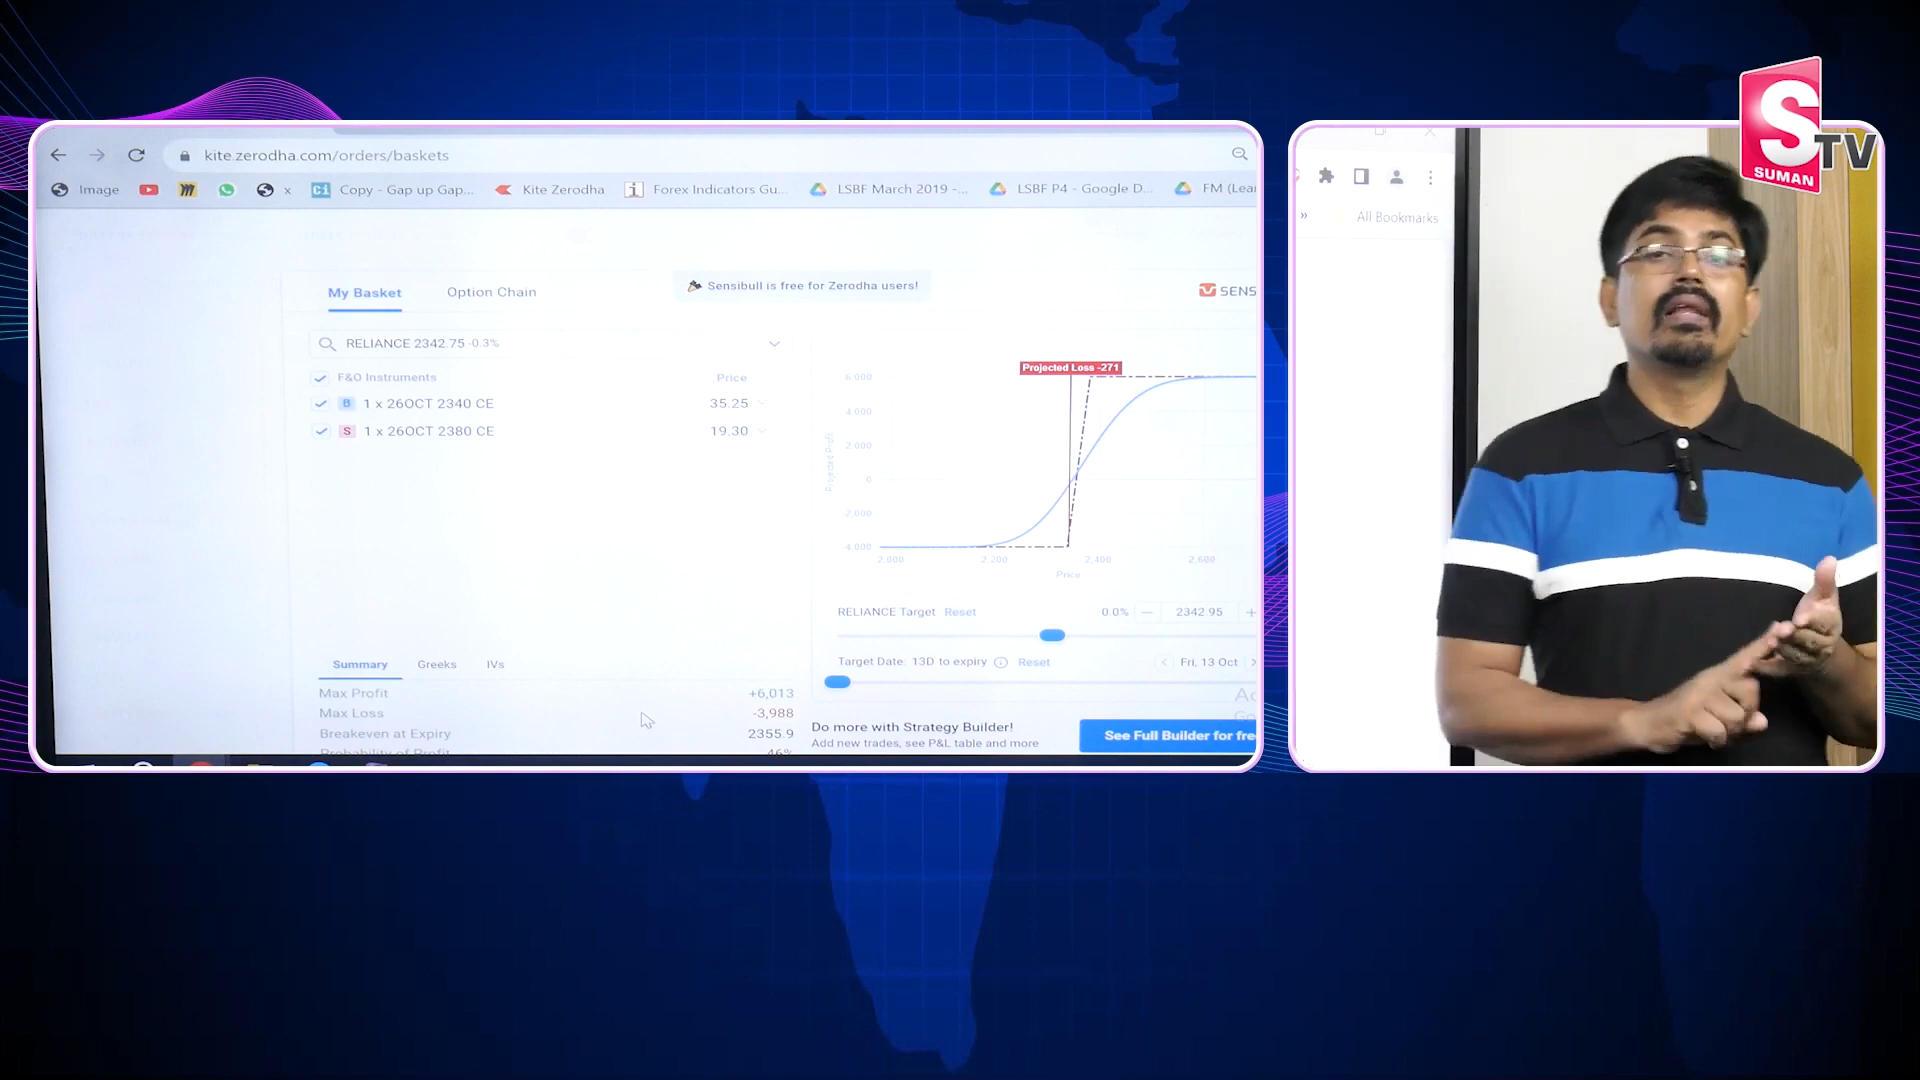 S
TV
SUMAN
kite.zerodha.com/orders/baskets
Image x Copy - Gap up Gap... Kite Zerodha Forex Indicators Gu... LSBF March 2019 -... LSBF P4 - Google D... FM (Lea
» All Bookmarks
My Basket Option Chain Sensibull is free for Zerodha users! SENS
RELIANCE 2342.75 -0.3%
F&O Instruments Price
B 1 x 26OCT 2340 CE 35.25
S 1 x 26OCT 2380 CE 19.30
Projected Loss -271
6,000
4,000
2,000
0
-2,000
-4,000
Projected Profit
2,000 2,200 2,400 2,600
Price
RELIANCE Target Reset 0.0% — 2342.95 +
Target Date: 13D to expiry Reset < Fri, 13 Oct >
Summary Greeks IVs
Max Profit +6,013
Max Loss -3,988
Breakeven at Expiry 2355.9
Probability of Profit 46%
Do more with Strategy Builder!
Add new trades, see P&L table and more
See Full Builder for fre